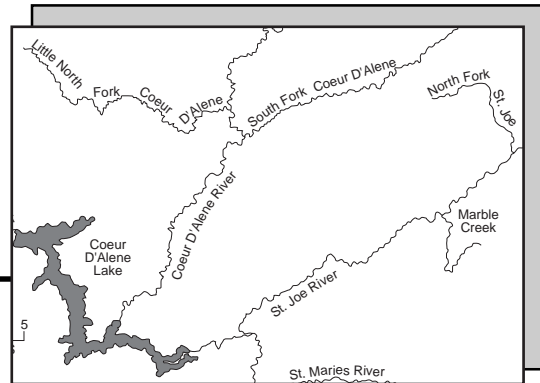 Little North
Fork
Coeur
D'Alene
South Fork
Coeur D'Alene
North Fork
St. Joe
Coeur D'Alene River
Marble
Creek
Coeur
D'Alene
Lake
St. Joe River
5
St. Maries River